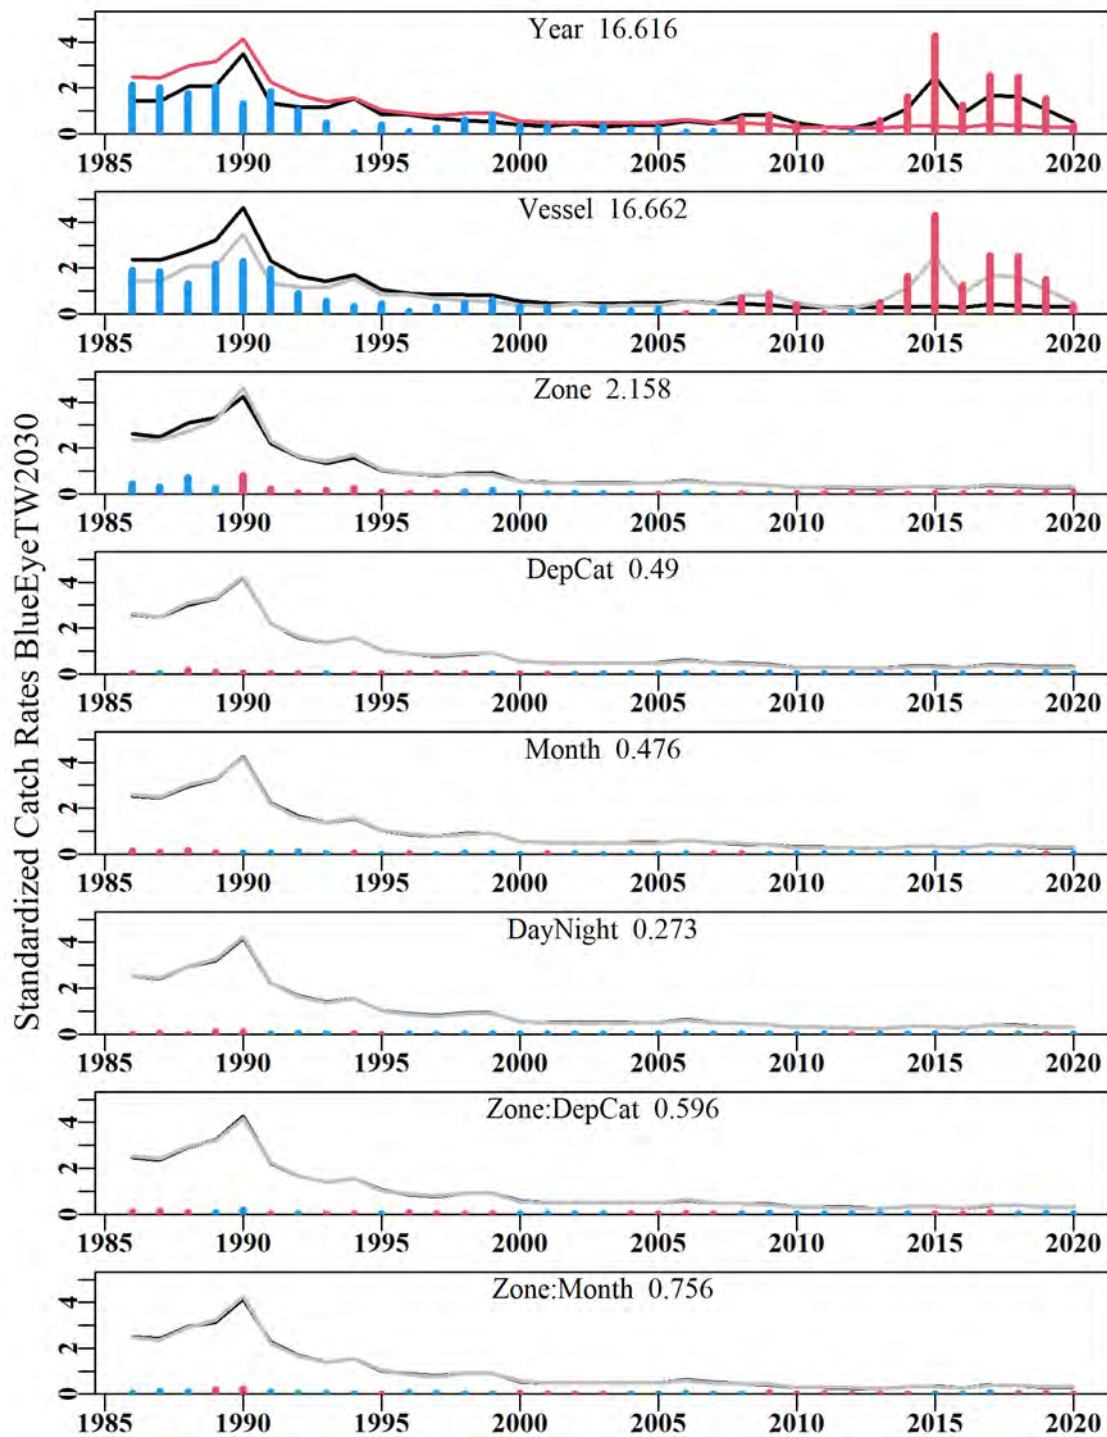 Standardized Catch Rates BlueEyeTW2030
Year 16.616
0 2 4
1985 1990 1995 2000 2005 2010 2015 2020
Vessel 16.662
0 2 4
1985 1990 1995 2000 2005 2010 2015 2020
Zone 2.158
0 2 4
1985 1990 1995 2000 2005 2010 2015 2020
DepCat 0.49
0 2 4
1985 1990 1995 2000 2005 2010 2015 2020
Month 0.476
0 2 4
1985 1990 1995 2000 2005 2010 2015 2020
DayNight 0.273
0 2 4
1985 1990 1995 2000 2005 2010 2015 2020
Zone:DepCat 0.596
0 2 4
1985 1990 1995 2000 2005 2010 2015 2020
Zone:Month 0.756
0 2 4
1985 1990 1995 2000 2005 2010 2015 2020